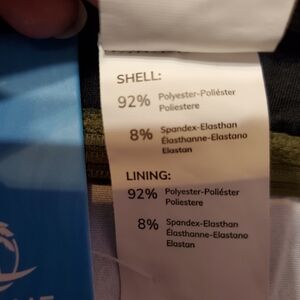 SHELL:
92% Polyester-Poliéster
Poliestere
8% Spandex-Elasthan
Élasthanne-Elastano
Elastan
LINING:
92% Polyester-Poliéster
Poliestere
8% Spandex-Elasthan
Élasthanne-Elastano
Elastan